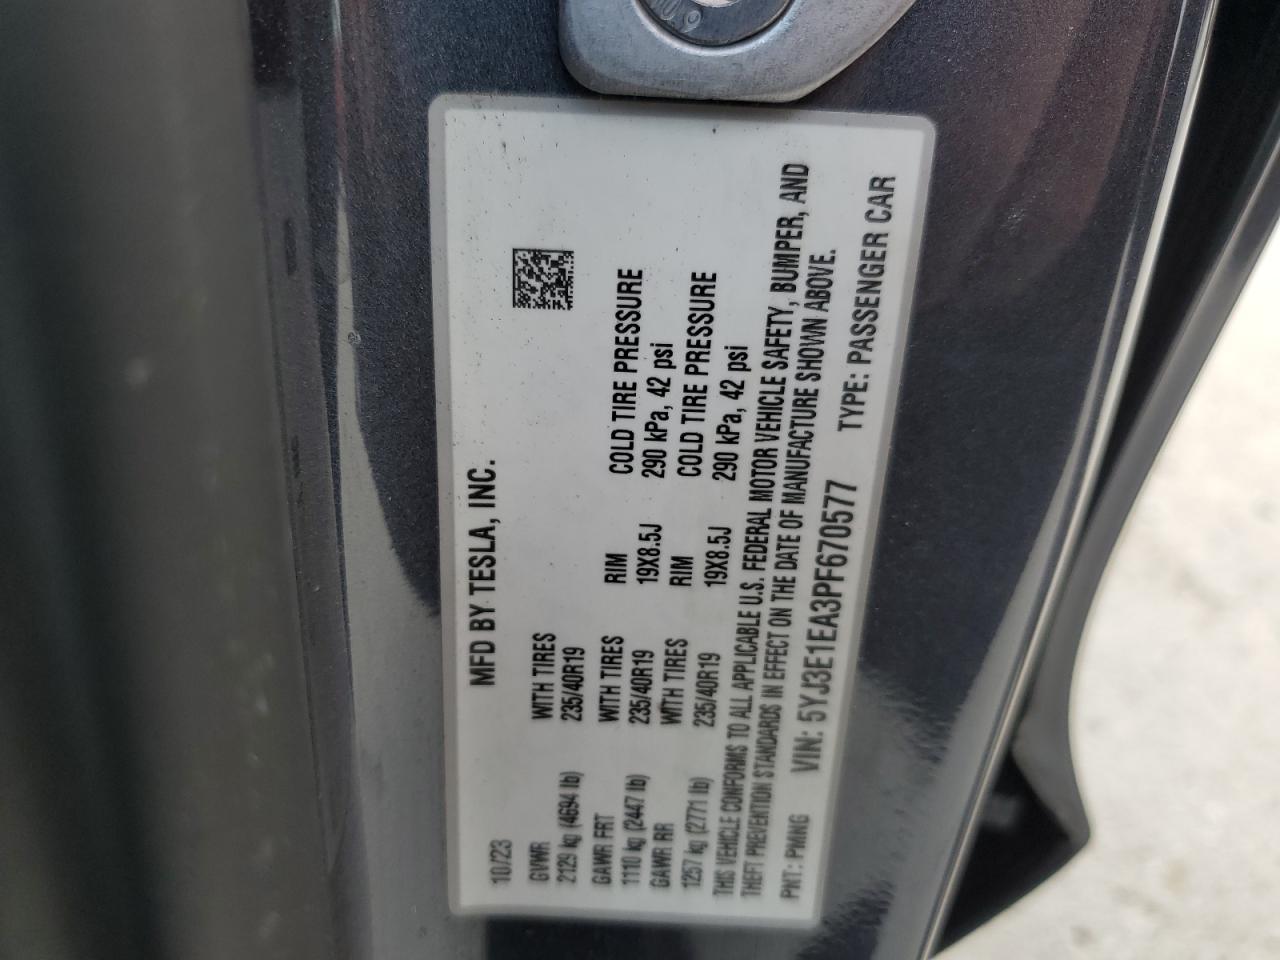 MFD BY TESLA, INC.
10/23
GVWR WITH TIRES
2129 kg (4694 lb) 235/40R19
GAWR FRT WITH TIRES RIM COLD TIRE PRESSURE
1110 kg (2447 lb) 235/40R19 19X8.5J 290 kPa, 42 psi
GAWR RR WITH TIRES RIM COLD TIRE PRESSURE
1257 kg (2771 lb) 235/40R19 19X8.5J 290 kPa, 42 psi
THIS VEHICLE CONFORMS TO ALL APPLICABLE U.S. FEDERAL MOTOR VEHICLE SAFETY, BUMPER, AND
THEFT PREVENTION STANDARDS IN EFFECT ON THE DATE OF MANUFACTURE SHOWN ABOVE.
PNT: PMNG VIN: 5YJ3E1EA3PF670577 TYPE: PASSENGER CAR